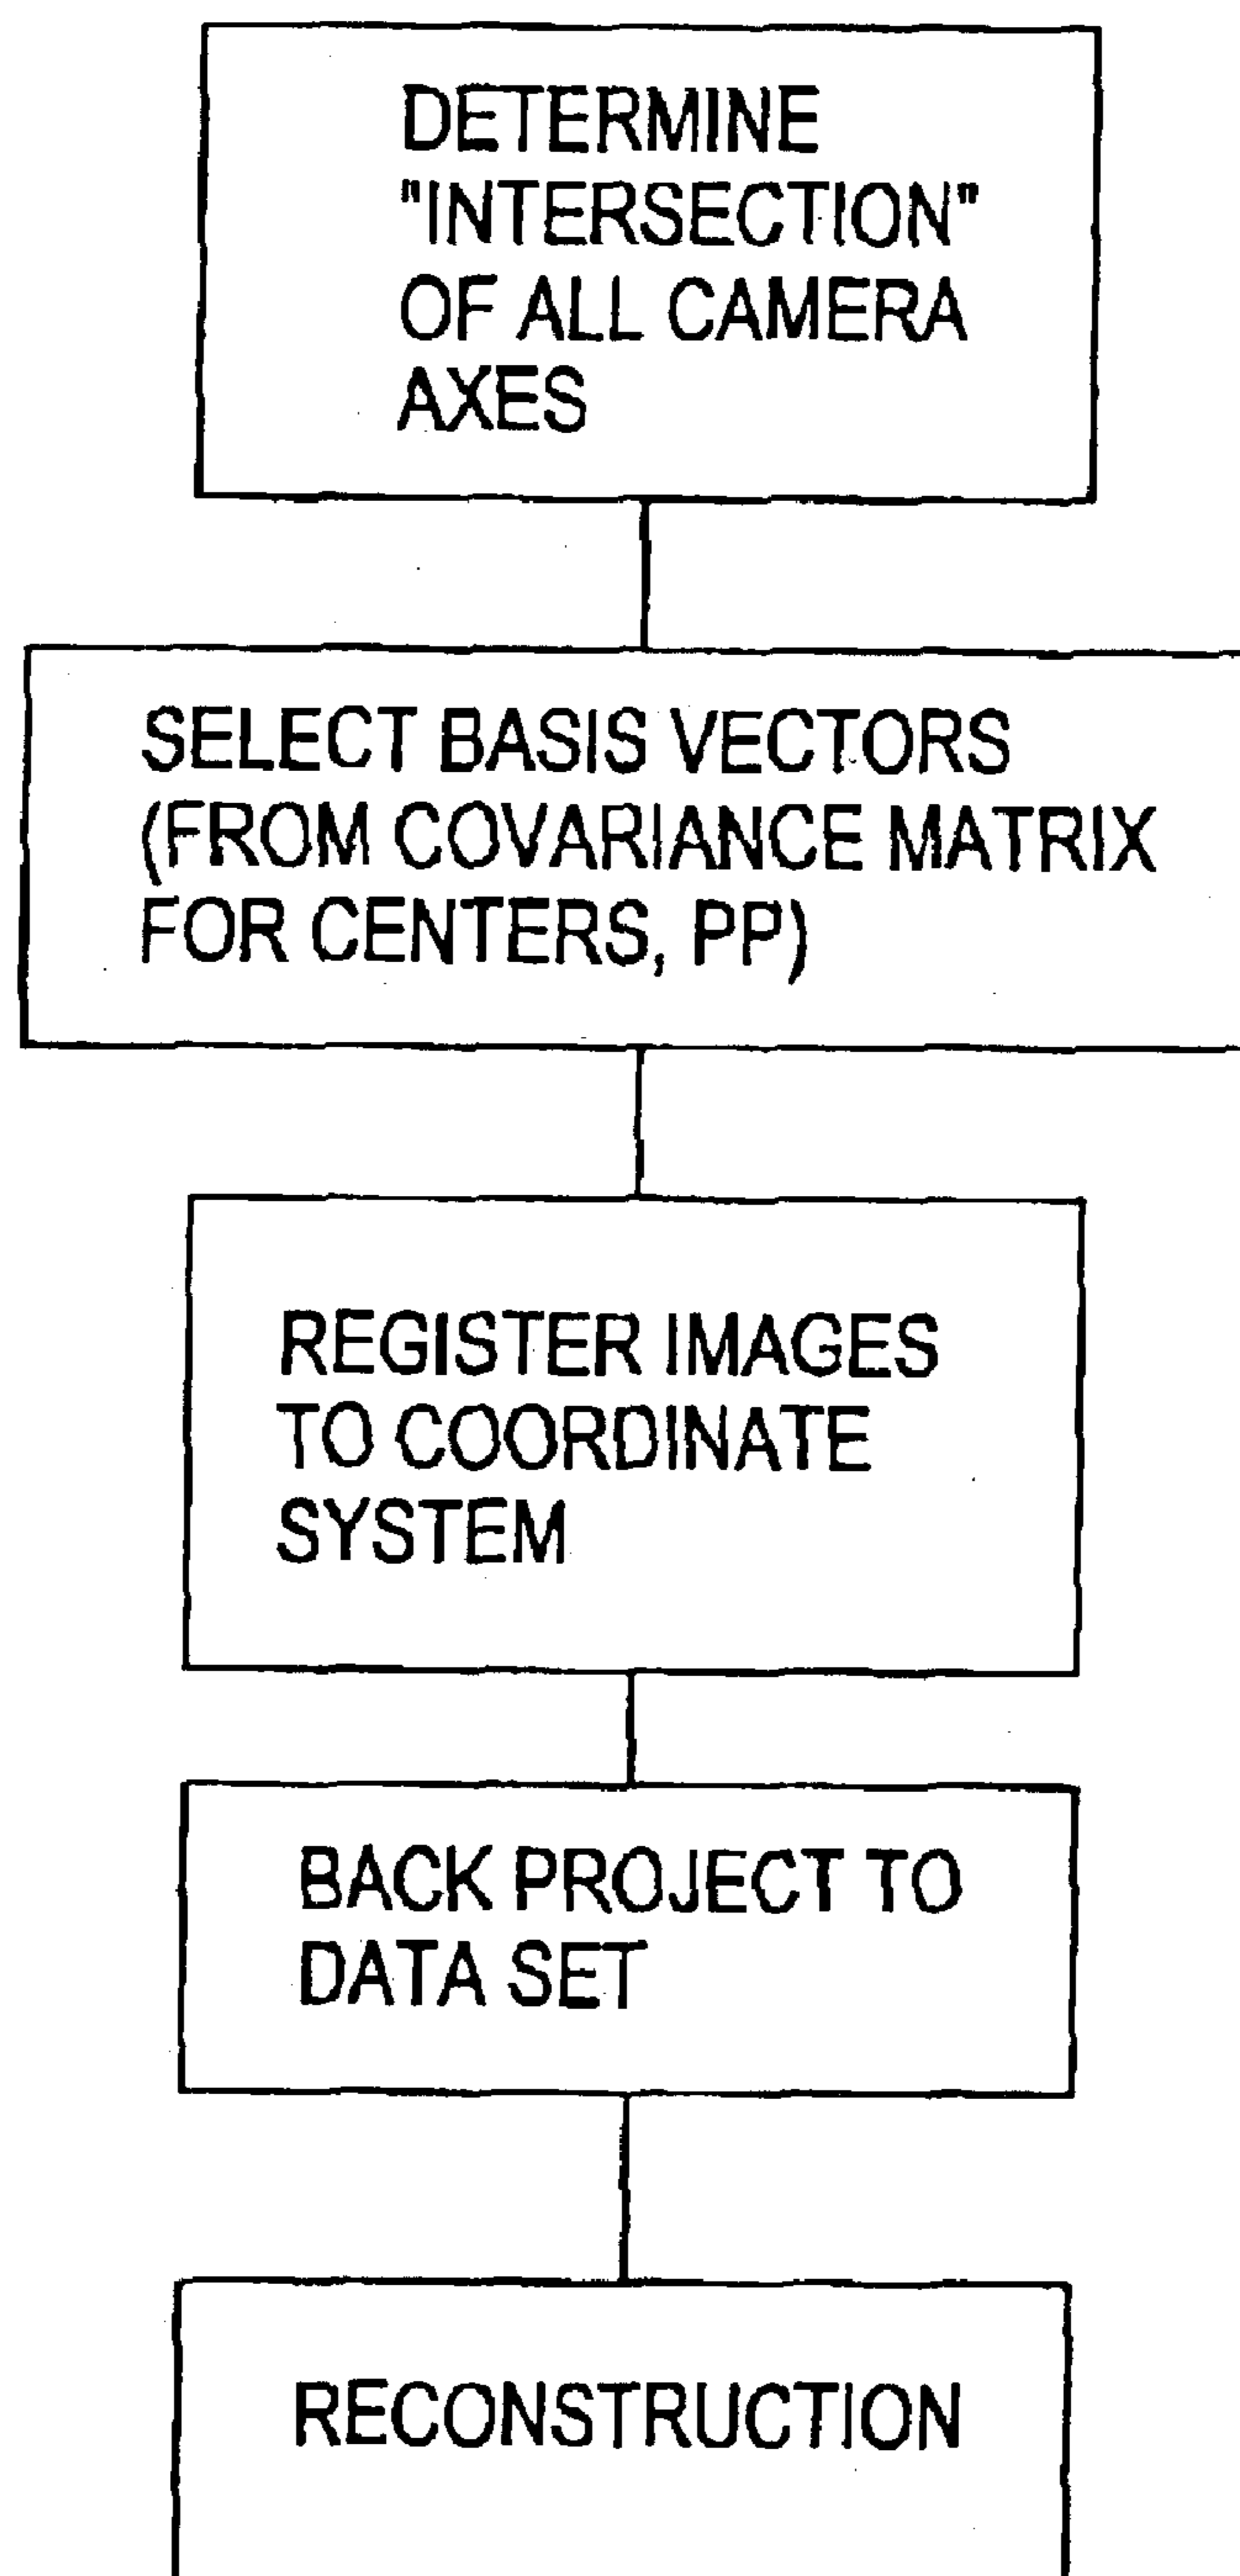 DETERMINE
"INTERSECTION"
OF ALL CAMERA
AXES
SELECT BASIS VECTORS
(FROM COVARIANCE MATRIX
FOR CENTERS, PP)
REGISTER IMAGES
TO COORDINATE
SYSTEM
BACK PROJECT TO
DATA SET
RECONSTRUCTION